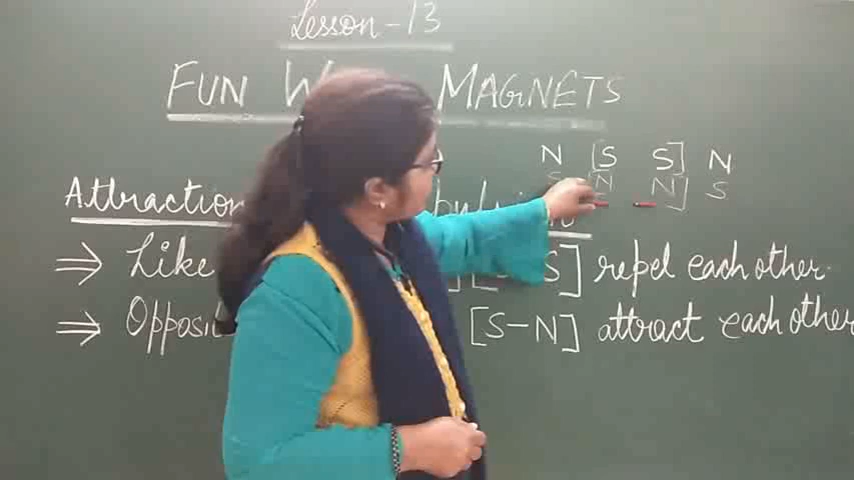 Lesson-13
FUN W MAGNETS
N [S S] N
S [N N] S
Attraction
⇒ Like ][ S] repel each other.
⇒ Opposi [S-N] attract each other